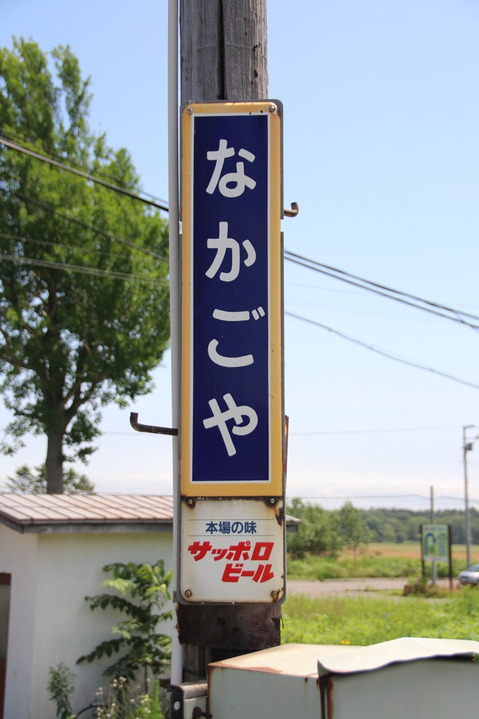 なかごや
本場の味
サッポロ
ビール